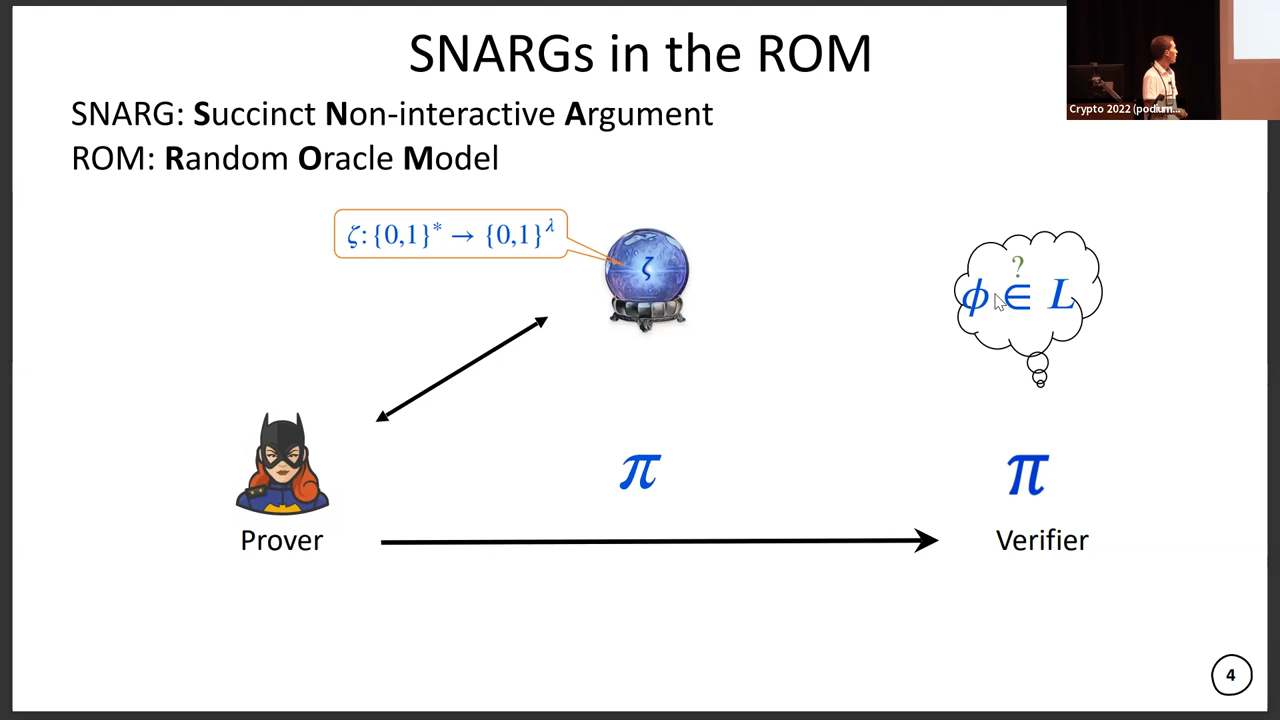 SNARGs in the ROM
SNARG: Succinct Non-interactive Argument
ROM: Random Oracle Model
Crypto 2022 (podium...
ζ: {0,1}* → {0,1}^λ
ζ
?
ϕ ∈ L
π
π
Prover
Verifier
4